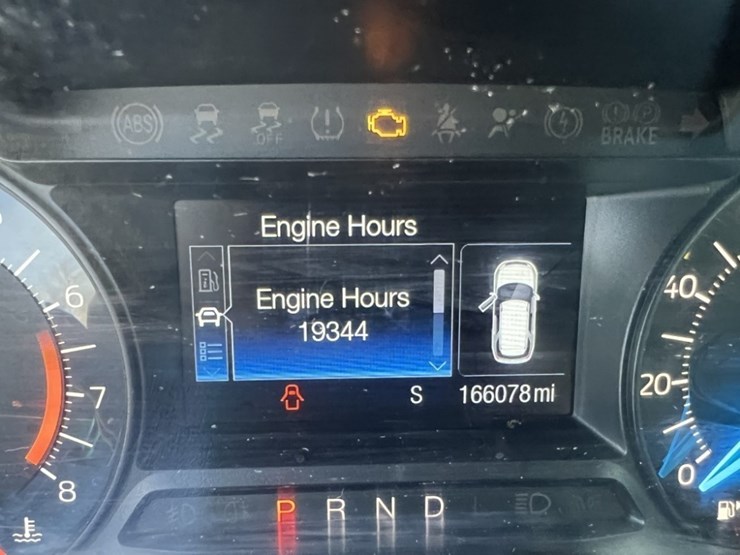 ABS
OFF
BRAKE
Engine Hours
Engine Hours
19344
S 166078 mi
6
7
8
40
20
0
P R N D L